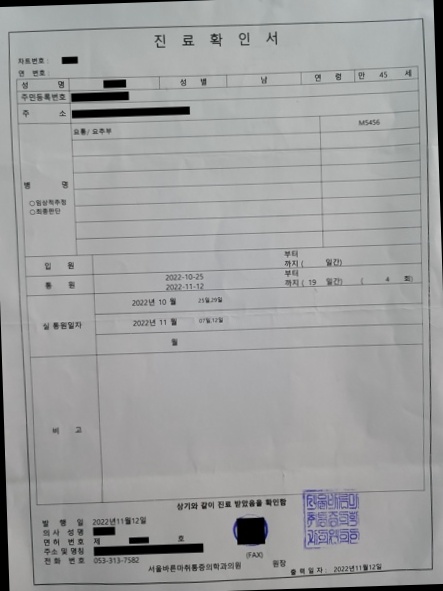 진 료 확 인 서
차트번호 :
연 번호 :
성 명 성 별 남 연 령 만 45 세
주민등록번호
주 소
요통/ 요추부 M5456
병 명
○임상적추정
○최종판단
입 원 부터 까지 ( 일간)
통 원 2022-10-25 부터
2022-11-12 까지 ( 19 일간) ( 4 회)
실 통원일자 2022년 10 월 25일,29일
2022년 11 월 07일,12일
월
비 고
상기와 같이 진료 받았음을 확인함
발 행 일 2022년11월12일
의 사 성 명
면 허 번 호 제 호
주소 및 명칭
전 화 번 호 053-313-7582 (FAX)
서울바른마취통증의학과의원 원장
출 력 일 자 : 2022년11월12일